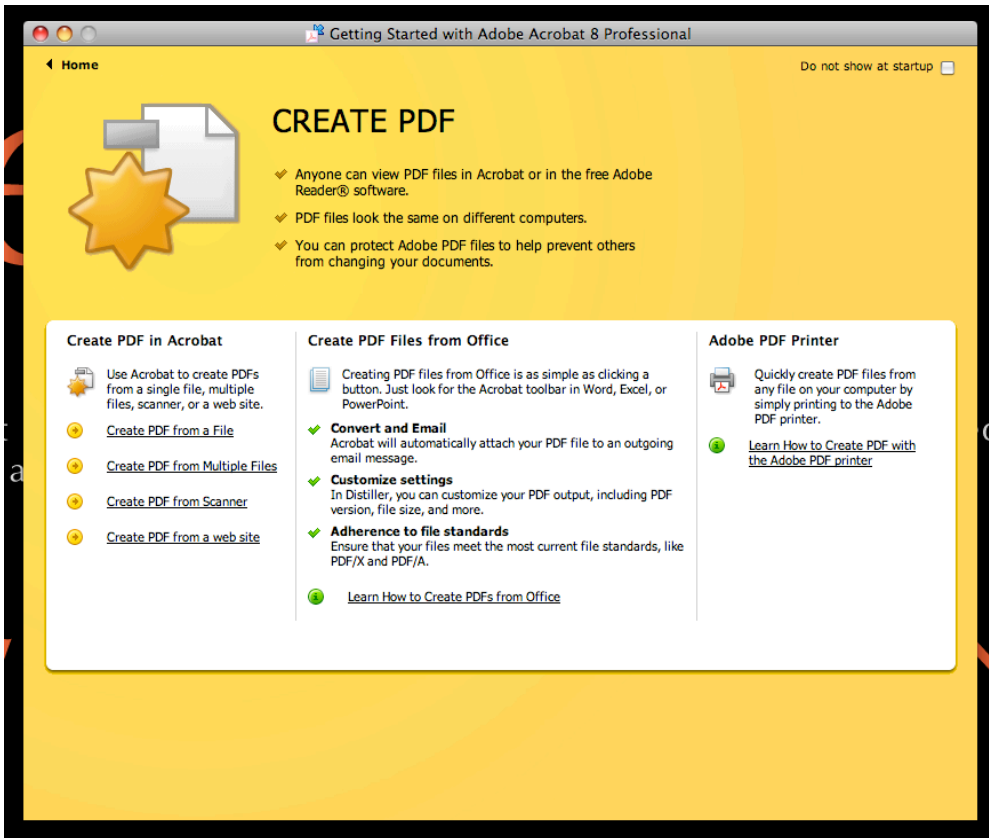 Getting Started with Adobe Acrobat 8 Professional
Home
Do not show at startup
CREATE PDF
Anyone can view PDF files in Acrobat or in the free Adobe
Reader® software.
PDF files look the same on different computers.
You can protect Adobe PDF files to help prevent others
from changing your documents.
Create PDF in Acrobat
Use Acrobat to create PDFs
from a single file, multiple
files, scanner, or a web site.
Create PDF from a File
Create PDF from Multiple Files
Create PDF from Scanner
Create PDF from a web site
Create PDF Files from Office
Creating PDF files from Office is as simple as clicking a
button. Just look for the Acrobat toolbar in Word, Excel, or
PowerPoint.
Convert and Email
Acrobat will automatically attach your PDF file to an outgoing
email message.
Customize settings
In Distiller, you can customize your PDF output, including PDF
version, file size, and more.
Adherence to file standards
Ensure that your files meet the most current file standards, like
PDF/X and PDF/A.
Learn How to Create PDFs from Office
Adobe PDF Printer
Quickly create PDF files from
any file on your computer by
simply printing to the Adobe
PDF printer.
Learn How to Create PDF with
the Adobe PDF printer